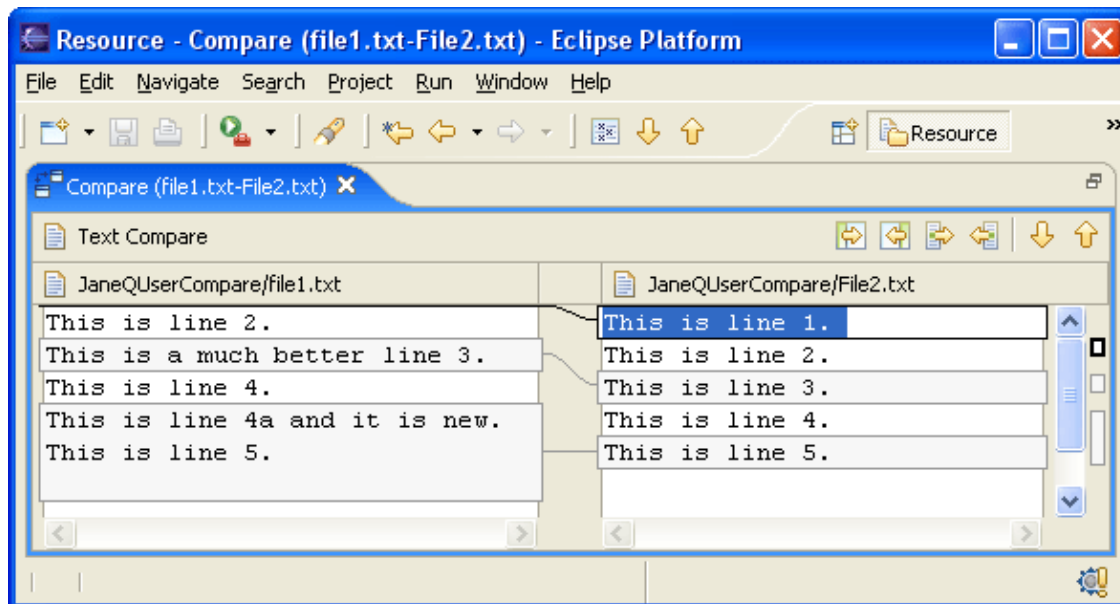 Resource - Compare (file1.txt-File2.txt) - Eclipse Platform
File Edit Navigate Search Project Run Window Help
Resource
Compare (file1.txt-File2.txt)
Text Compare
JaneQUserCompare/file1.txt
JaneQUserCompare/File2.txt
This is line 2.
This is a much better line 3.
This is line 4.
This is line 4a and it is new.
This is line 5.
This is line 1.
This is line 2.
This is line 3.
This is line 4.
This is line 5.